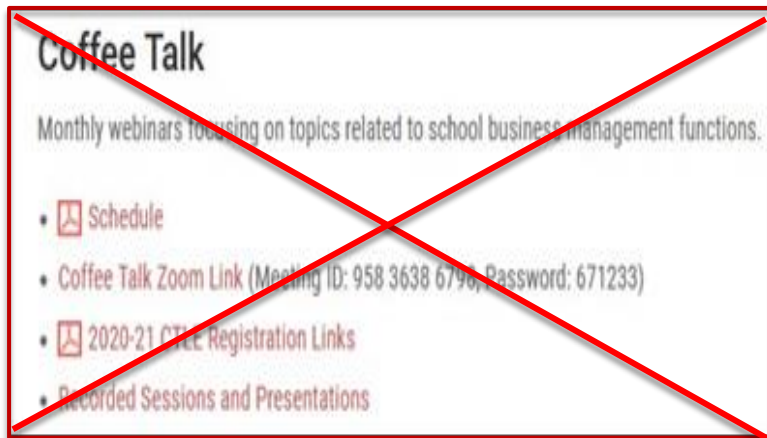 Coffee Talk
Monthly webinars focusing on topics related to school business management functions.
• Schedule
• Coffee Talk Zoom Link (Meeting ID: 958 3638 6798, Password: 671233)
• 2020-21 CTLE Registration Links
• Recorded Sessions and Presentations